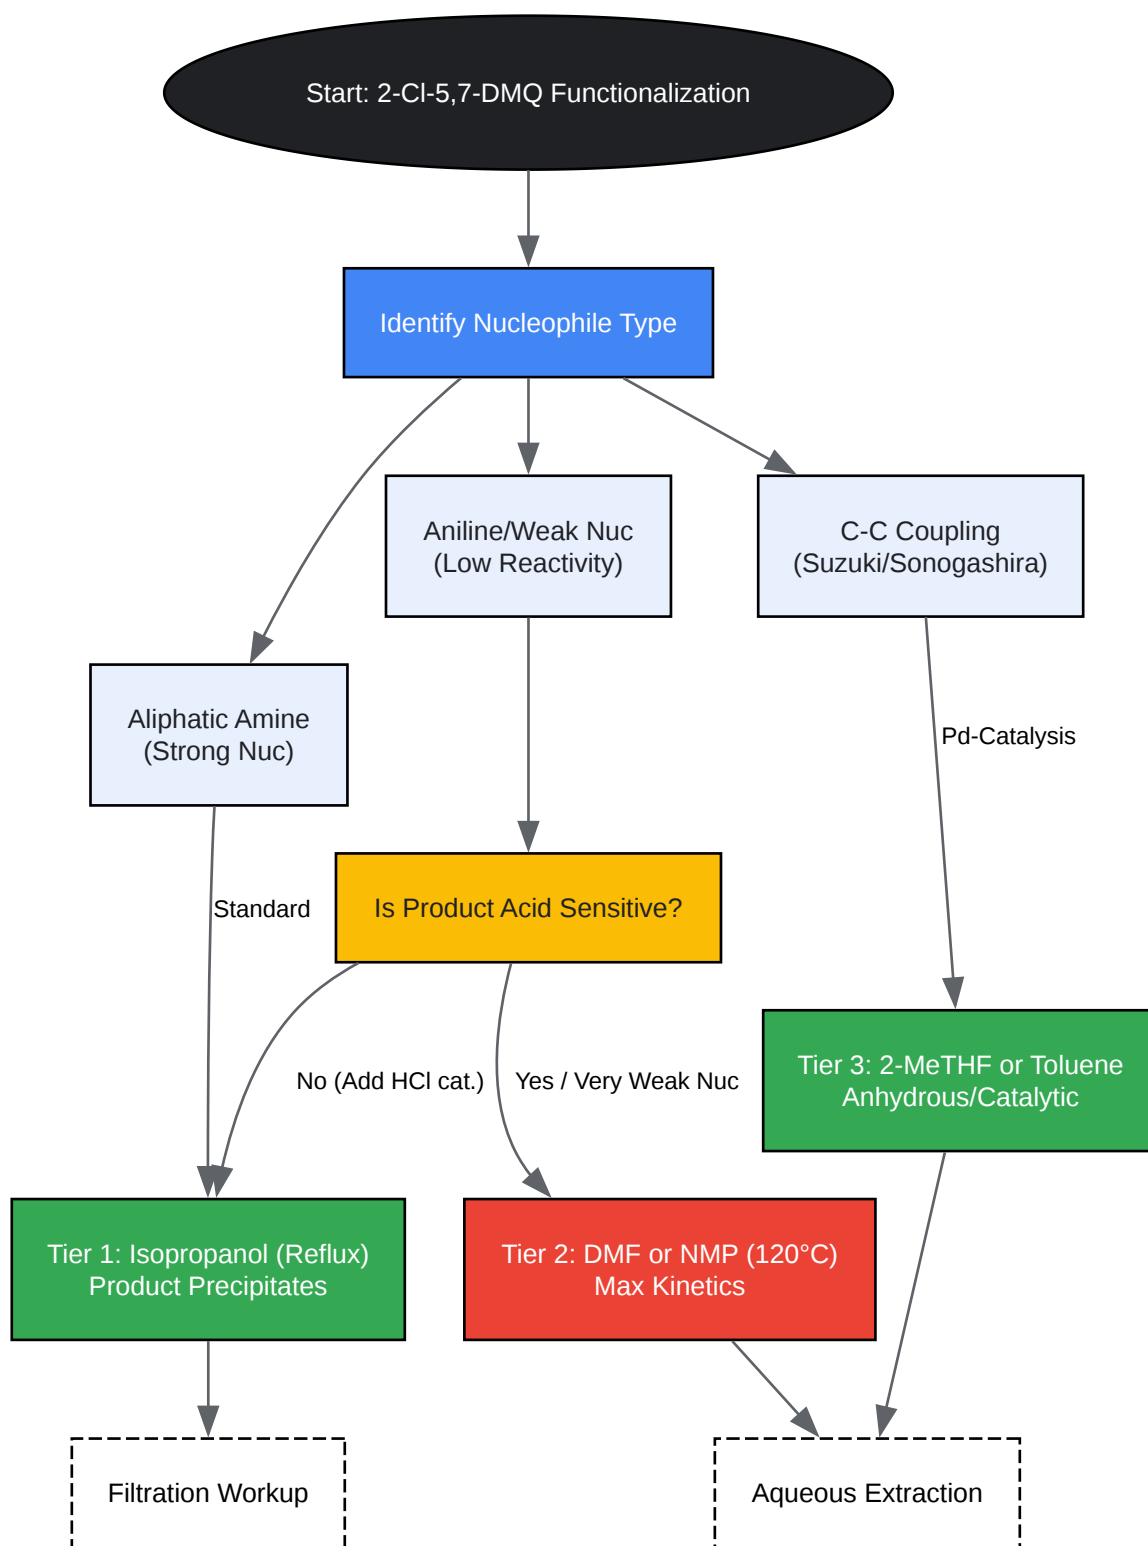 Start: 2-Cl-5,7-DMQ Functionalization
Identify Nucleophile Type
Aniline/Weak Nuc
(Low Reactivity)
C-C Coupling
(Suzuki/Sonogashira)
Aliphatic Amine
(Strong Nuc)
Pd-Catalysis
Standard
Is Product Acid Sensitive?
No (Add HCl cat.)
Yes / Very Weak Nuc
Tier 3: 2-MeTHF or Toluene
Anhydrous/Catalytic
Tier 1: Isopropanol (Reflux)
Product Precipitates
Tier 2: DMF or NMP (120°C)
Max Kinetics
Filtration Workup
Aqueous Extraction